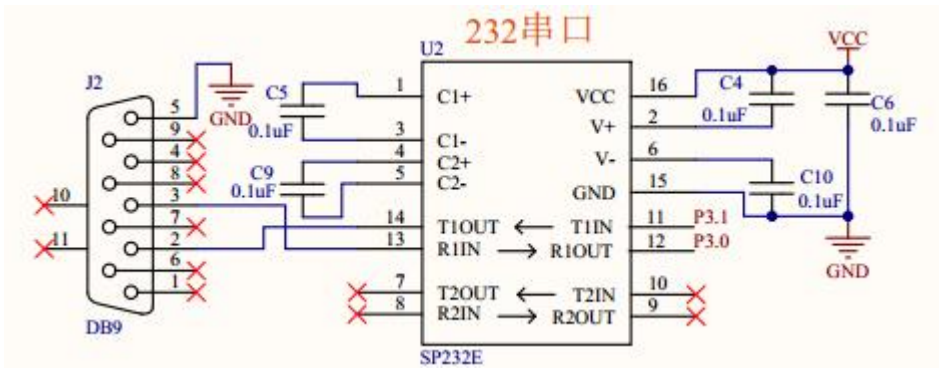 232串口
U2
J2
VCC
5
9
4
8
3
7
2
6
1
10
11
DB9
GND
C5
0.1uF
C9
0.1uF
1
3
4
5
14
13
7
8
C1+
C1-
C2+
C2-
T1OUT
R1IN
T2OUT
R2IN
VCC
V+
V-
GND
T1IN
R1OUT
T2IN
R2OUT
SP232E
16
2
6
15
11
12
10
9
P3.1
P3.0
C4
0.1uF
C6
0.1uF
C10
0.1uF
GND